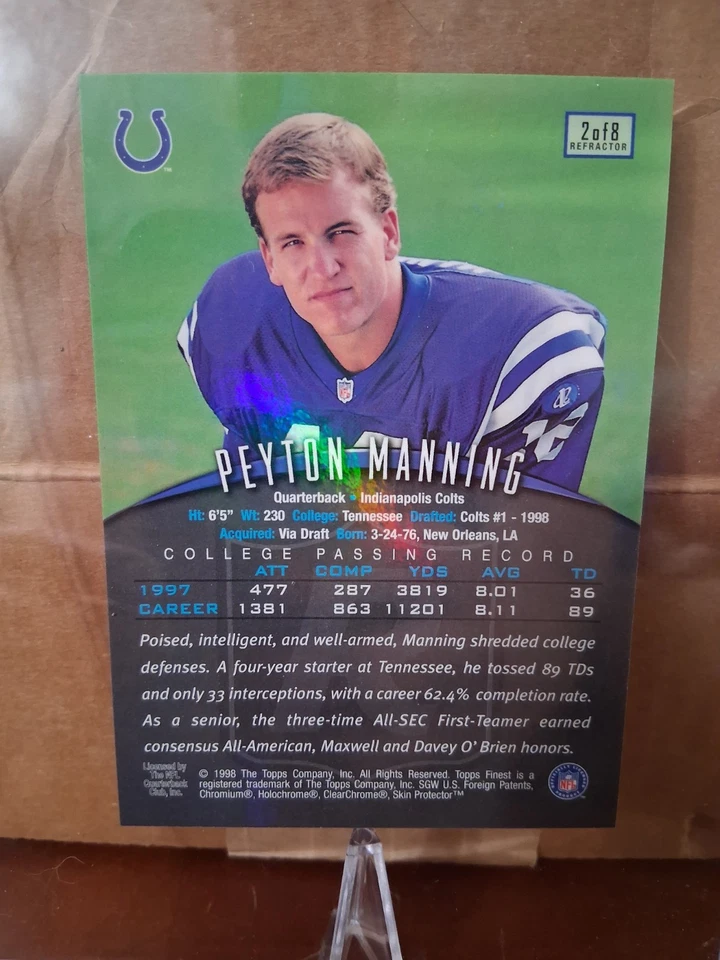 2of8
REFRACTOR
PEYTON MANNING
Quarterback • Indianapolis Colts
Ht: 6'5" Wt: 230 College: Tennessee Drafted: Colts #1 - 1998
Acquired: Via Draft Born: 3-24-76, New Orleans, LA
COLLEGE PASSING RECORD
ATT COMP YDS AVG TD
1997 477 287 3819 8.01 36
CAREER 1381 863 11201 8.11 89
Poised, intelligent, and well-armed, Manning shredded college
defenses. A four-year starter at Tennessee, he tossed 89 TDs
and only 33 interceptions, with a career 62.4% completion rate.
As a senior, the three-time All-SEC First-Teamer earned
consensus All-American, Maxwell and Davey O'Brien honors.
Licensed by
The NFL
Quarterback
Club, Inc.
© 1998 The Topps Company, Inc. All Rights Reserved. Topps Finest is a
registered trademark of The Topps Company, Inc. SGW U.S. Foreign Patents,
Chromium®, Holochrome®, ClearChrome®, Skin Protector™
NFL